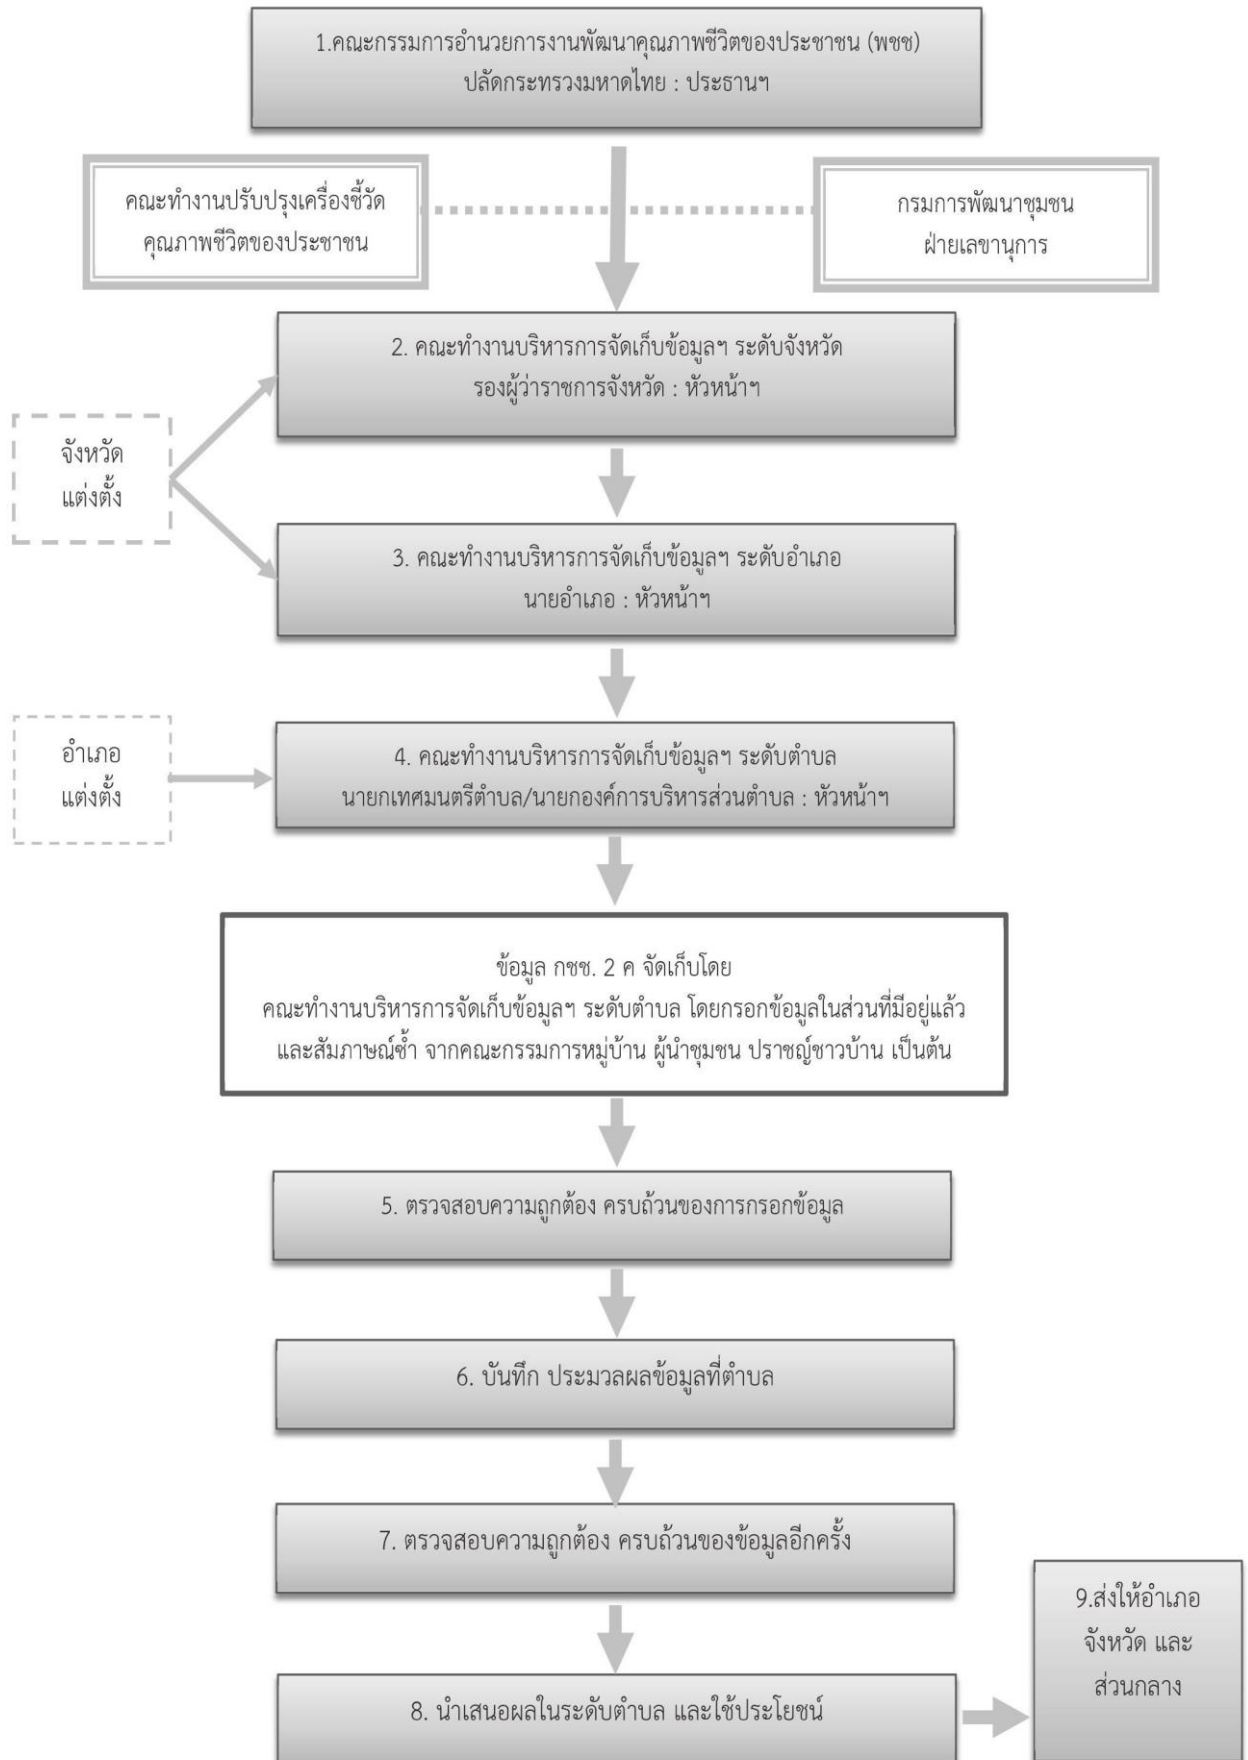 1.คณะกรรมการอำนวยการงานพัฒนาคุณภาพชีวิตของประชาชน (พชช)
ปลัดกระทรวงมหาดไทย : ประธานฯ
คณะทำงานปรับปรุงเครื่องชี้วัด
คุณภาพชีวิตของประชาชน
กรมการพัฒนาชุมชน
ฝ่ายเลขานุการ
2. คณะทำงานบริหารการจัดเก็บข้อมูลฯ ระดับจังหวัด
รองผู้ว่าราชการจังหวัด : หัวหน้าฯ
จังหวัด
แต่งตั้ง
3. คณะทำงานบริหารการจัดเก็บข้อมูลฯ ระดับอำเภอ
นายอำเภอ : หัวหน้าฯ
อำเภอ
แต่งตั้ง
4. คณะทำงานบริหารการจัดเก็บข้อมูลฯ ระดับตำบล
นายกเทศมนตรีตำบล/นายกองค์การบริหารส่วนตำบล : หัวหน้าฯ
ข้อมูล กชช. 2 ค จัดเก็บโดย
คณะทำงานบริหารการจัดเก็บข้อมูลฯ ระดับตำบล โดยกรอกข้อมูลในส่วนที่มีอยู่แล้ว
และสัมภาษณ์ซ้ำ จากคณะกรรมการหมู่บ้าน ผู้นำชุมชน ปราชญ์ชาวบ้าน เป็นต้น
5. ตรวจสอบความถูกต้อง ครบถ้วนของการกรอกข้อมูล
6. บันทึก ประมวลผลข้อมูลที่ตำบล
7. ตรวจสอบความถูกต้อง ครบถ้วนของข้อมูลอีกครั้ง
8. นำเสนอผลในระดับตำบล และใช้ประโยชน์
9.ส่งให้อำเภอ
จังหวัด และ
ส่วนกลาง